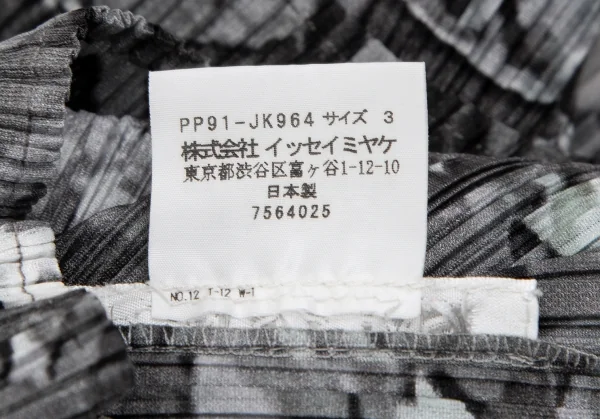 PP91-JK964 サイズ 3
株式会社 イッセイミヤケ
東京都渋谷区富ヶ谷1-12-10
日本製
7564025
NO.12 T-12 W-1